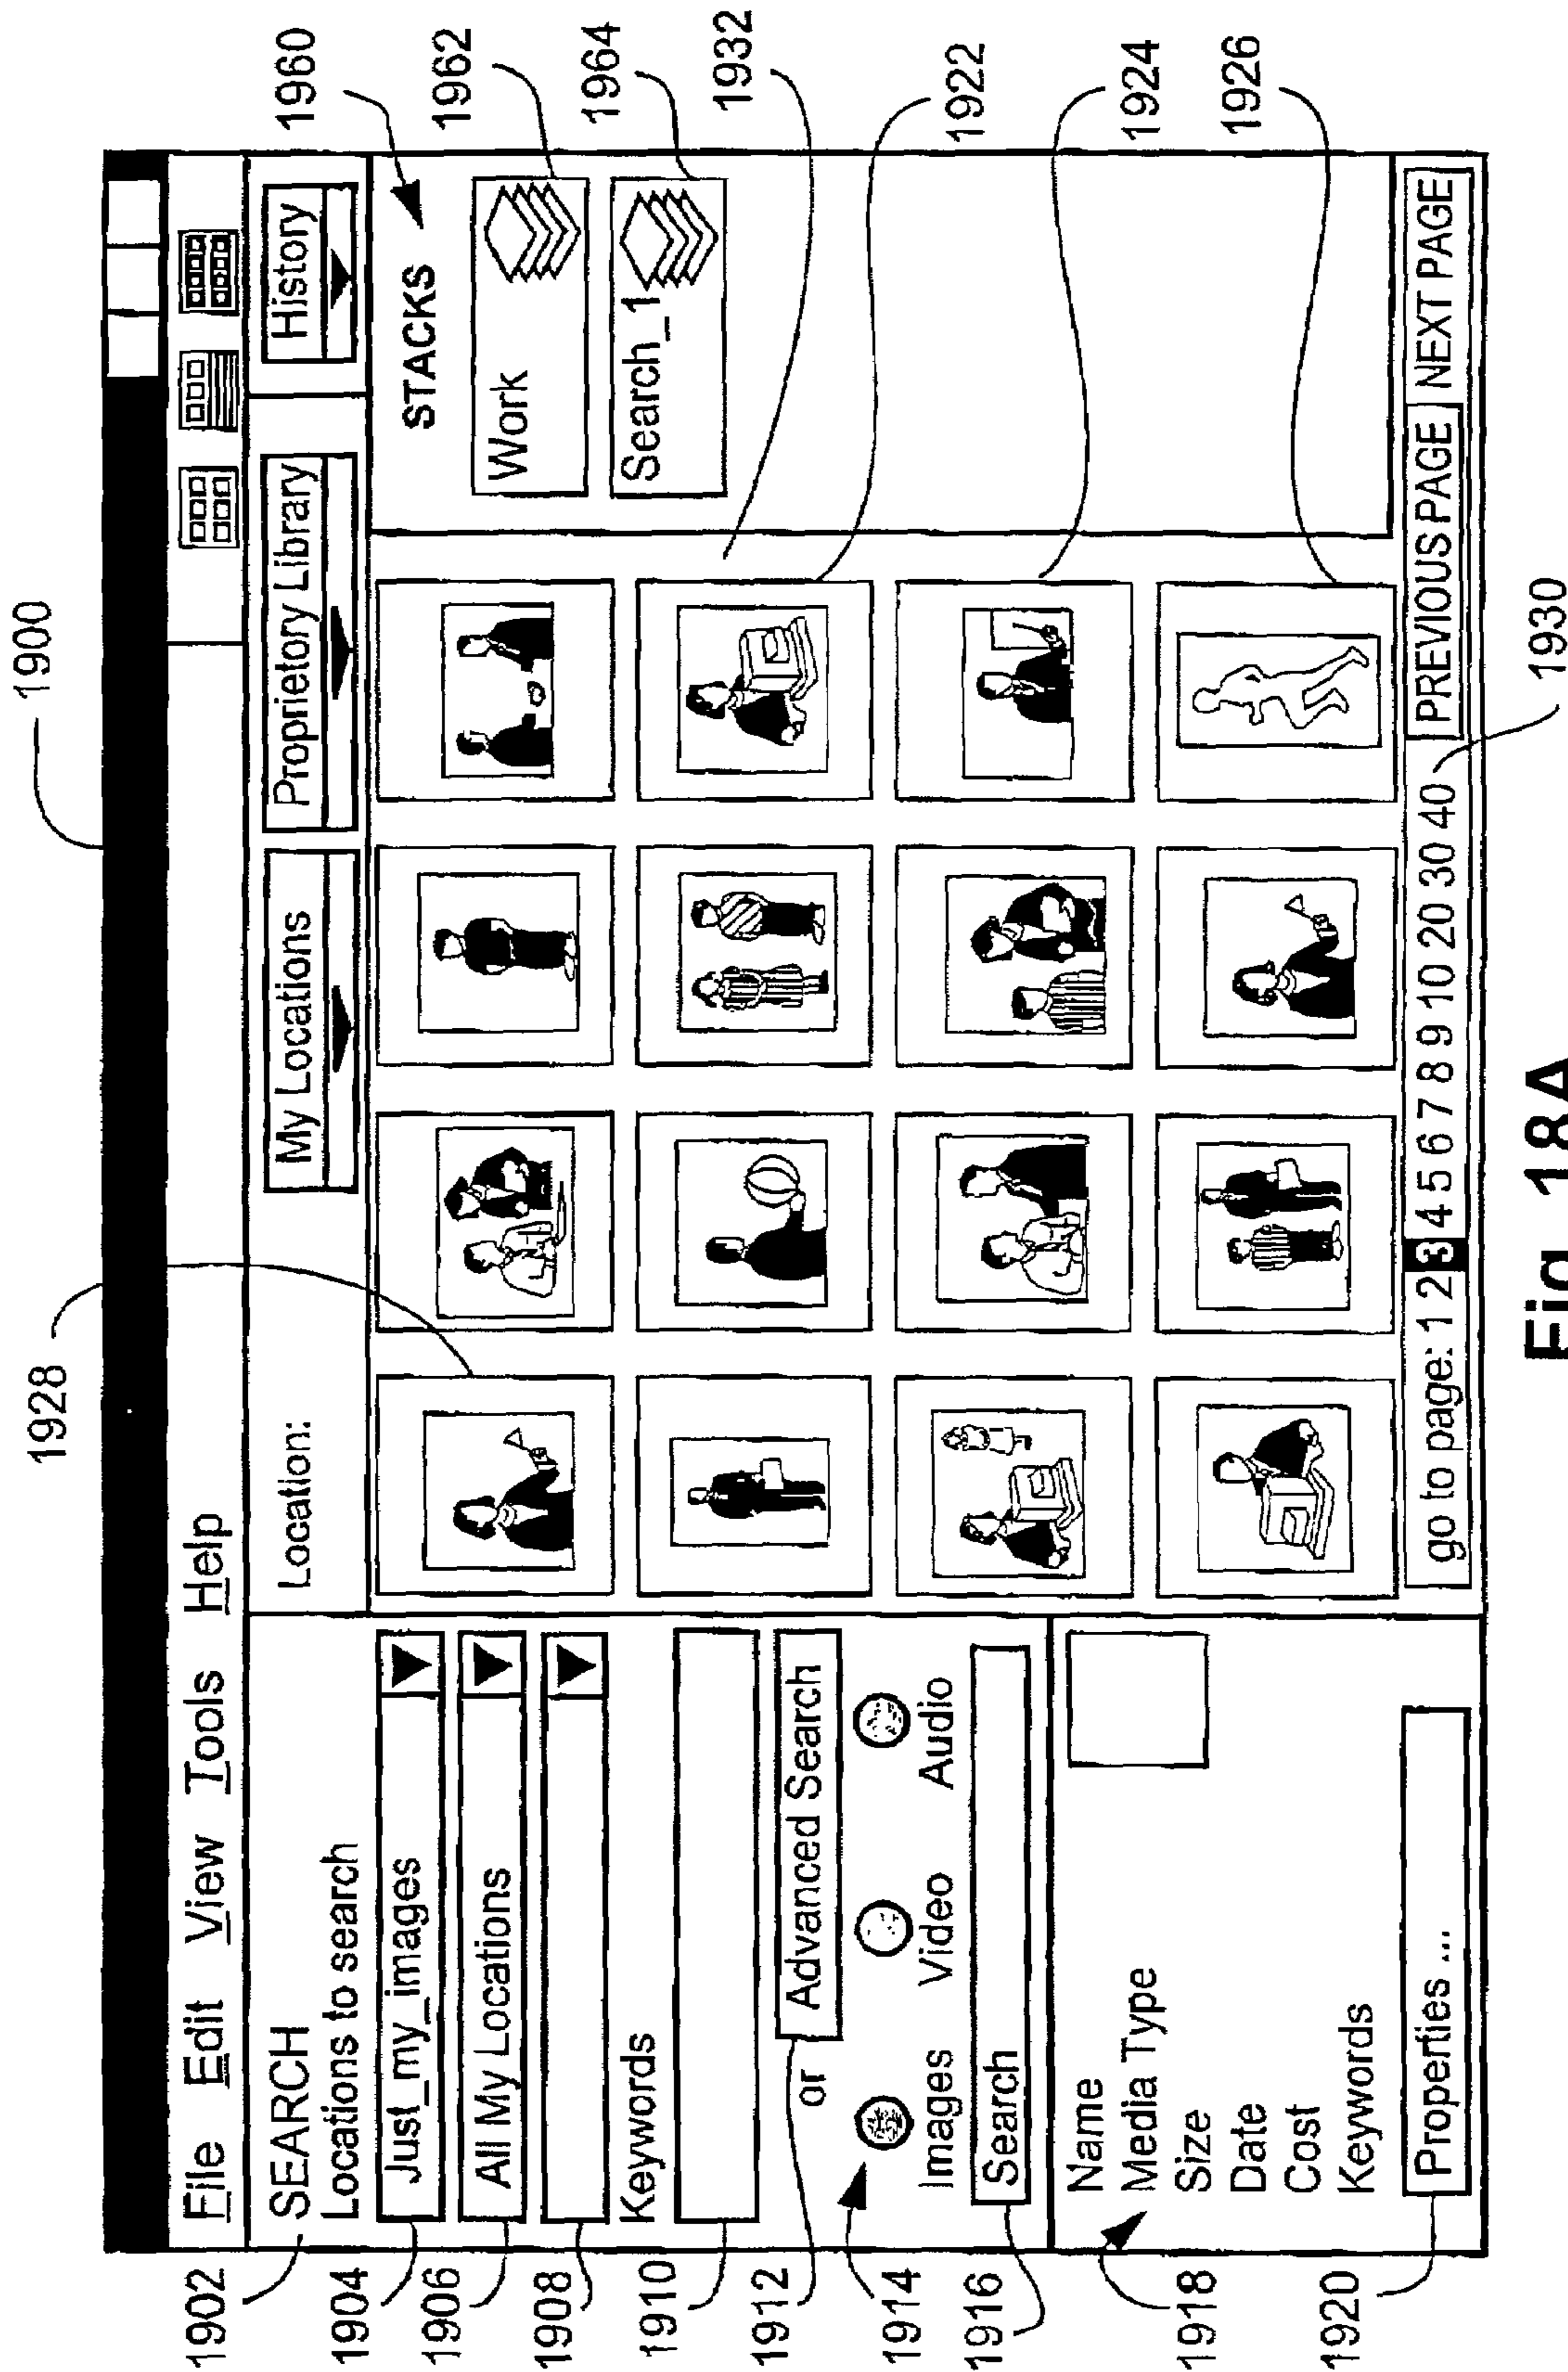 1900
1928
File Edit View Tools Help
SEARCH
Locations to search
Just_my_images
All My Locations
Keywords
or
Advanced Search
Images Video Audio
Search
Name
Media Type
Size
Date
Cost
Keywords
Properties ...
Location:
My Locations
Proprietory Library
History
STACKS
Work
Search_1
go to page: 1 2 3 4 5 6 7 8 9 10 20 30 40
PREVIOUS PAGE
NEXT PAGE
1902
1904
1906
1908
1910
1912
1914
1916
1918
1920
1960
1962
1964
1932
1922
1924
1926
1930
Fig. 18A